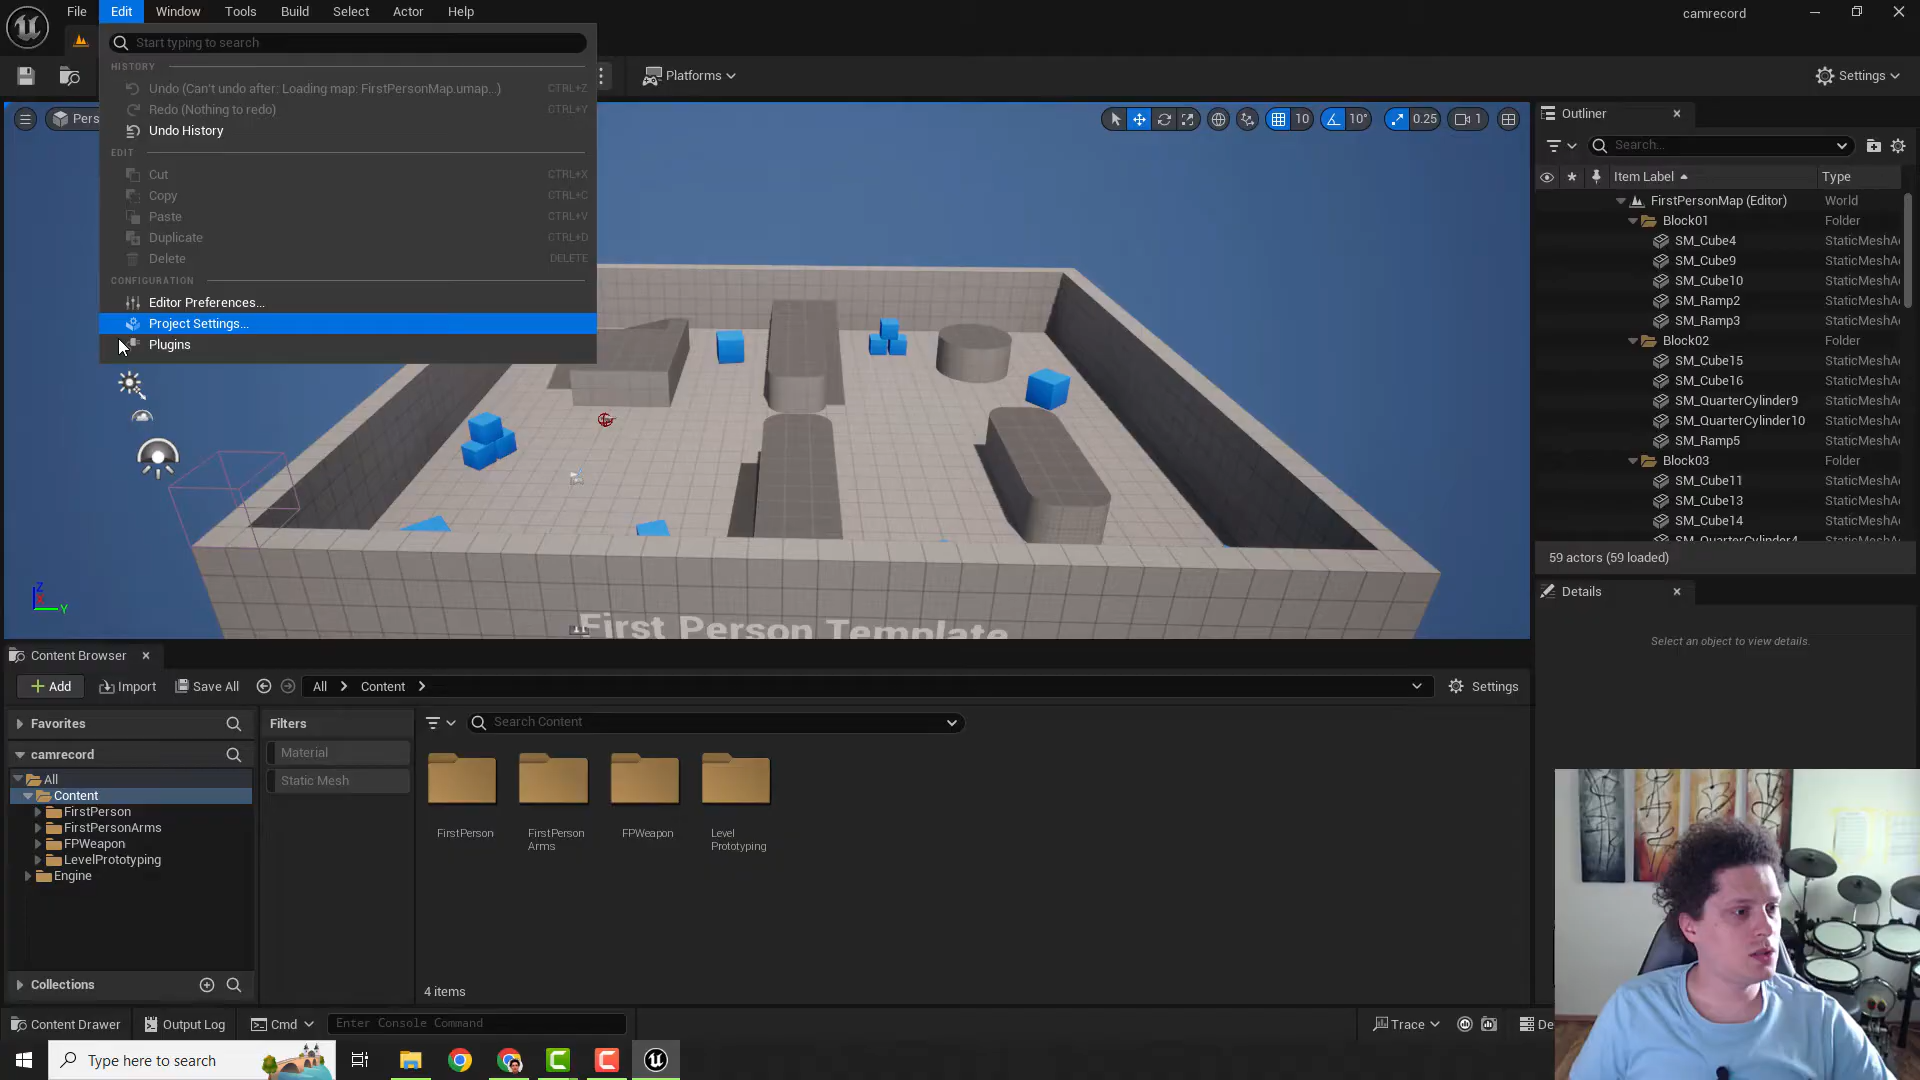 File Edit Window Tools Build Select Actor Help
camrecord
Start typing to search
HISTORY
Undo (Can't undo after: Loading map: FirstPersonMap.umap...) CTRL+Z
Redo (Nothing to redo) CTRL+Y
Undo History
EDIT
Cut CTRL+X
Copy CTRL+C
Paste CTRL+V
Duplicate CTRL+D
Delete DELETE
CONFIGURATION
Editor Preferences...
Project Settings...
Plugins
Platforms
Settings
Pers
10 10° 0.25 1
First Person Template
Z
Y
Outliner
Search...
Item Label Type
FirstPersonMap (Editor) World
Block01 Folder
SM_Cube4 StaticMeshA
SM_Cube9 StaticMeshA
SM_Cube10 StaticMeshA
SM_Ramp2 StaticMeshA
SM_Ramp3 StaticMeshA
Block02 Folder
SM_Cube15 StaticMeshA
SM_Cube16 StaticMeshA
SM_QuarterCylinder9 StaticMeshA
SM_QuarterCylinder10 StaticMeshA
SM_Ramp5 StaticMeshA
Block03 Folder
SM_Cube11 StaticMeshA
SM_Cube13 StaticMeshA
SM_Cube14 StaticMeshA
SM_QuarterCylinder4 StaticMeshA
59 actors (59 loaded)
Details
Select an object to view details.
Content Browser
Add Import Save All All Content Settings
Favorites
camrecord
All
Content
FirstPerson
FirstPersonArms
FPWeapon
LevelPrototyping
Engine
Collections
Filters
Material
Static Mesh
Search Content
FirstPerson
FirstPerson
Arms
FPWeapon
Level
Prototyping
4 items
Content Drawer Output Log Cmd Enter Console Command Trace De
Type here to search